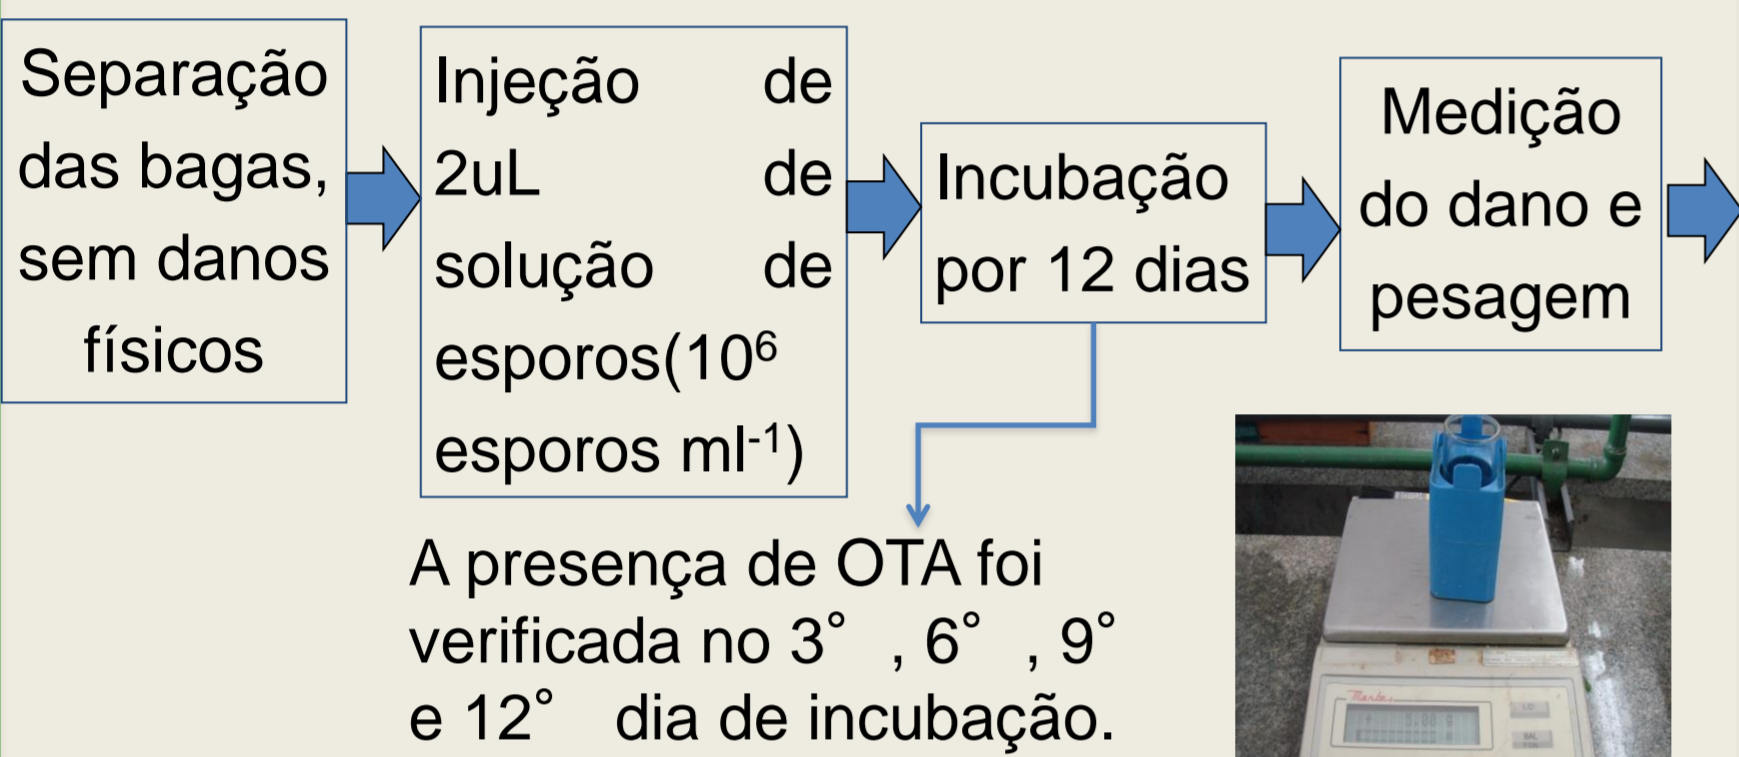 Separação
das bagas,
sem danos
físicos
Injeção de
2uL de
solução de
esporos(10⁶
esporos ml⁻¹)
Incubação
por 12 dias
Medição
do dano e
pesagem
A presença de OTA foi
verificada no 3° , 6° , 9°
e 12° dia de incubação.